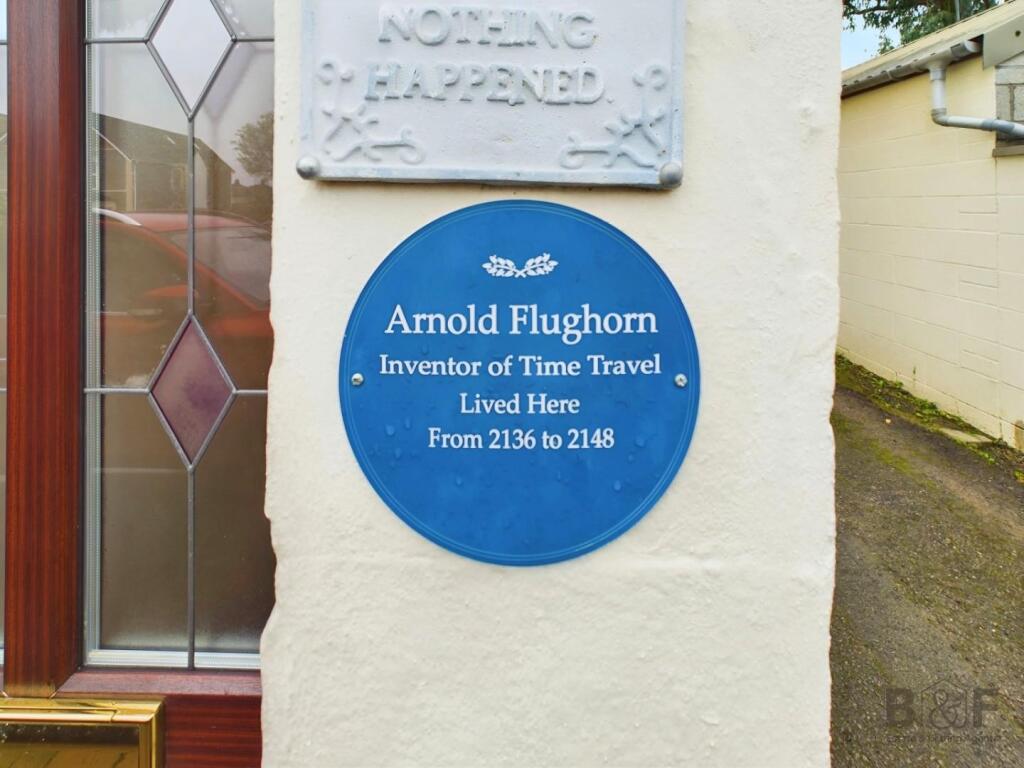 NOTHING
HAPPENED.
Arnold Flughorn
Inventor of Time Travel
Lived Here
From 2136 to 2148
B&F